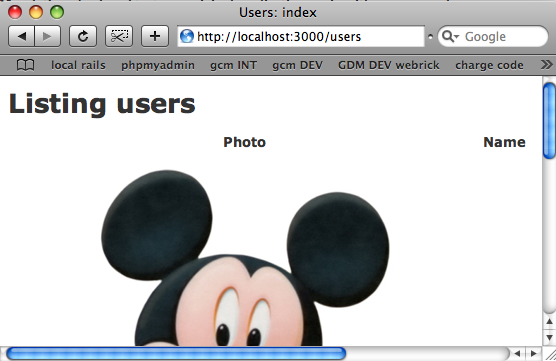 Users: index
http://localhost:3000/users
Google
local rails phpmyadmin gcm INT gcm DEV GDM DEV webrick charge code
Listing users
Photo Name